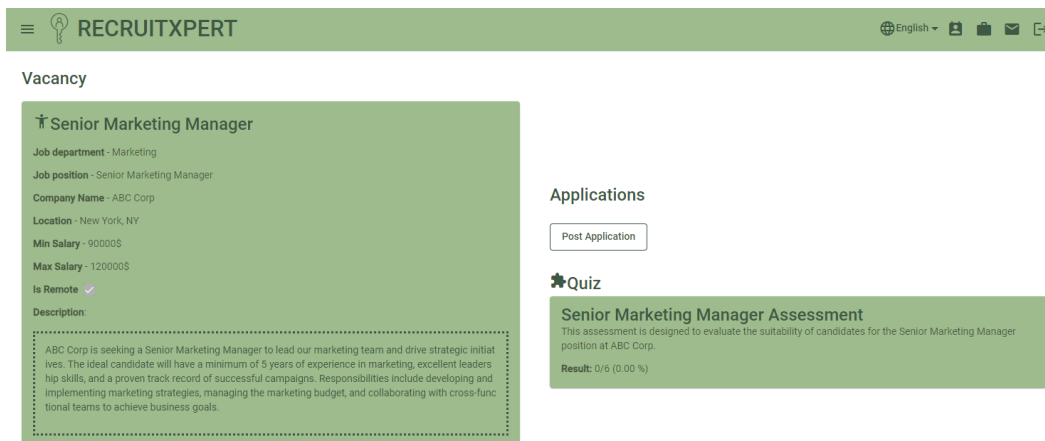 RECRUITXPERT
English
Vacancy
Senior Marketing Manager
Job department - Marketing
Job position - Senior Marketing Manager
Company Name - ABC Corp
Location - New York, NY
Min Salary - 90000$
Max Salary - 120000$
Is Remote
Description:
ABC Corp is seeking a Senior Marketing Manager to lead our marketing team and drive strategic initiat
ives. The ideal candidate will have a minimum of 5 years of experience in marketing, excellent leaders
hip skills, and a proven track record of successful campaigns. Responsibilities include developing and
implementing marketing strategies, managing the marketing budget, and collaborating with cross-func
tional teams to achieve business goals.
Applications
Post Application
Quiz
Senior Marketing Manager Assessment
This assessment is designed to evaluate the suitability of candidates for the Senior Marketing Manager
position at ABC Corp.
Result: 0/6 (0.00 %)